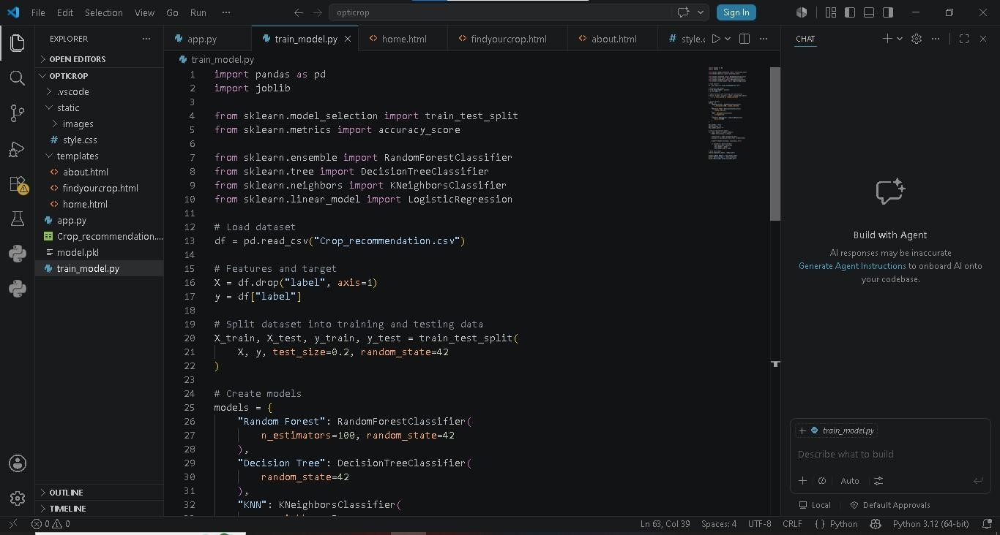 File Edit Selection View Go Run ···
opticrop
Sign In
EXPLORER ···
OPEN EDITORS
OPTICROP
.vscode
static
images
# style.css
templates
<> about.html
<> findyourcrop.html
<> home.html
app.py
Crop_recommendation....
model.pkl
train_model.py
OUTLINE
TIMELINE
app.py
train_model.py
<> home.html
<> findyourcrop.html
<> about.html
# style.c
···
train_model.py
1 import pandas as pd
2 import joblib
3
4 from sklearn.model_selection import train_test_split
5 from sklearn.metrics import accuracy_score
6
7 from sklearn.ensemble import RandomForestClassifier
8 from sklearn.tree import DecisionTreeClassifier
9 from sklearn.neighbors import KNeighborsClassifier
10 from sklearn.linear_model import LogisticRegression
11
12 # Load dataset
13 df = pd.read_csv("Crop_recommendation.csv")
14
15 # Features and target
16 X = df.drop("label", axis=1)
17 y = df["label"]
18
19 # Split dataset into training and testing data
20 X_train, X_test, y_train, y_test = train_test_split(
21 X, y, test_size=0.2, random_state=42
22 )
23
24 # Create models
25 models = {
26 "Random Forest": RandomForestClassifier(
27 n_estimators=100, random_state=42
28 ),
29 "Decision Tree": DecisionTreeClassifier(
30 random_state=42
31 ),
32 "KNN": KNeighborsClassifier(
CHAT
Build with Agent
AI responses may be inaccurate
Generate Agent Instructions to onboard AI onto
your codebase.
train_model.py
Describe what to build
Auto
Local
Default Approvals
0 0
Ln 63, Col 39 Spaces: 4 UTF-8 CRLF {} Python Python 3.12 (64-bit)